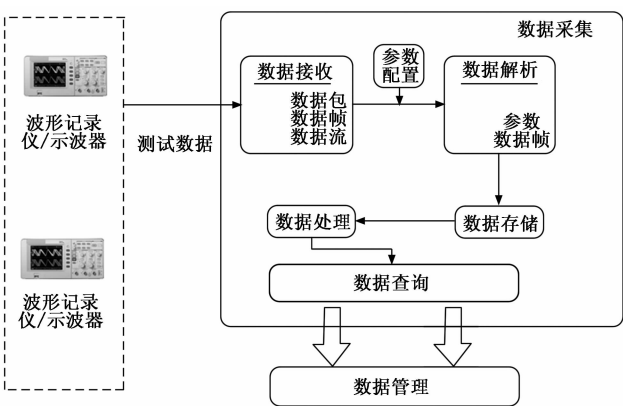 数据采集
波形记录
仪/示波器
测试数据
数据接收
数据包
数据帧
数据流
参数
配置
数据解析
参数
数据帧
数据处理
数据存储
波形记录
仪/示波器
数据查询
数据管理